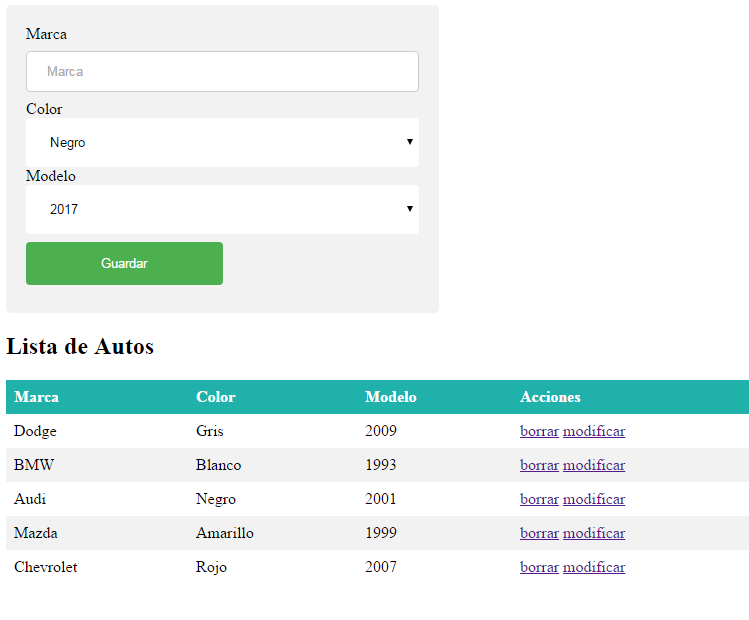 Marca
Marca
Color
Negro
Modelo
2017
Guardar
Lista de Autos
Marca Color Modelo Acciones
Dodge Gris 2009 borrar modificar
BMW Blanco 1993 borrar modificar
Audi Negro 2001 borrar modificar
Mazda Amarillo 1999 borrar modificar
Chevrolet Rojo 2007 borrar modificar